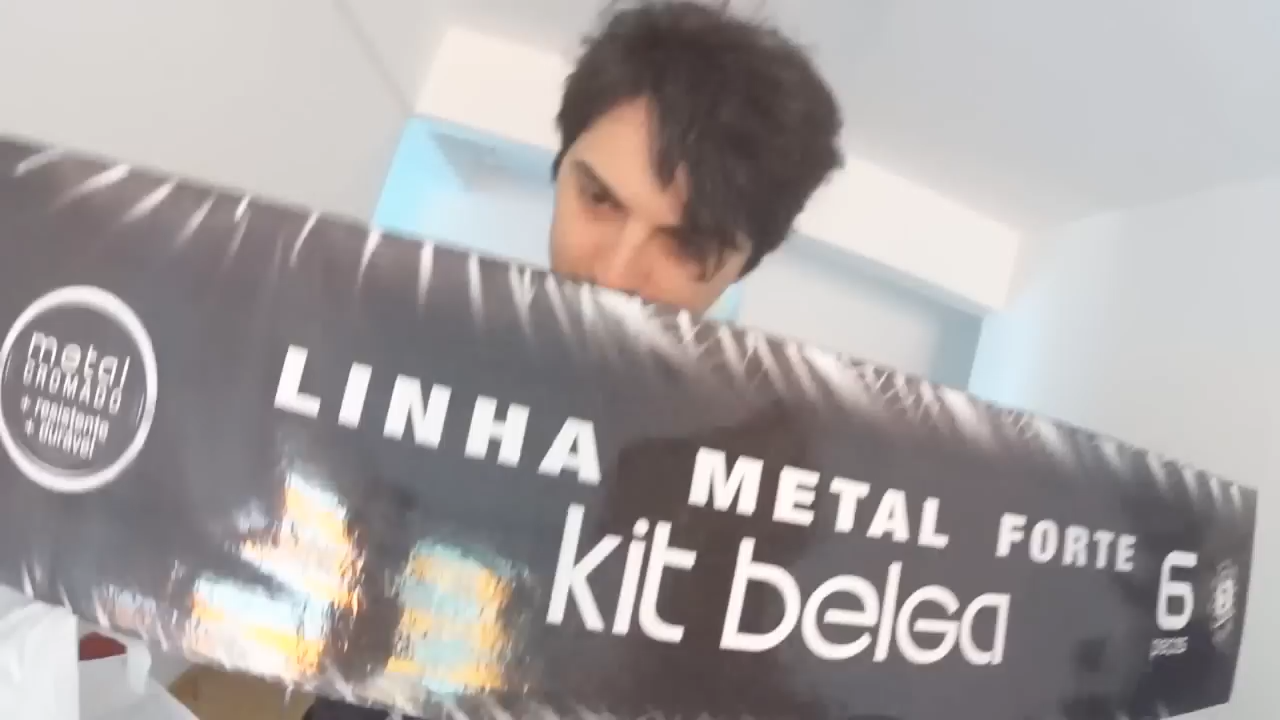 metal
CROMADO
+ resistente
+ durável
LINHA METAL FORTE
kit belga
6
peças